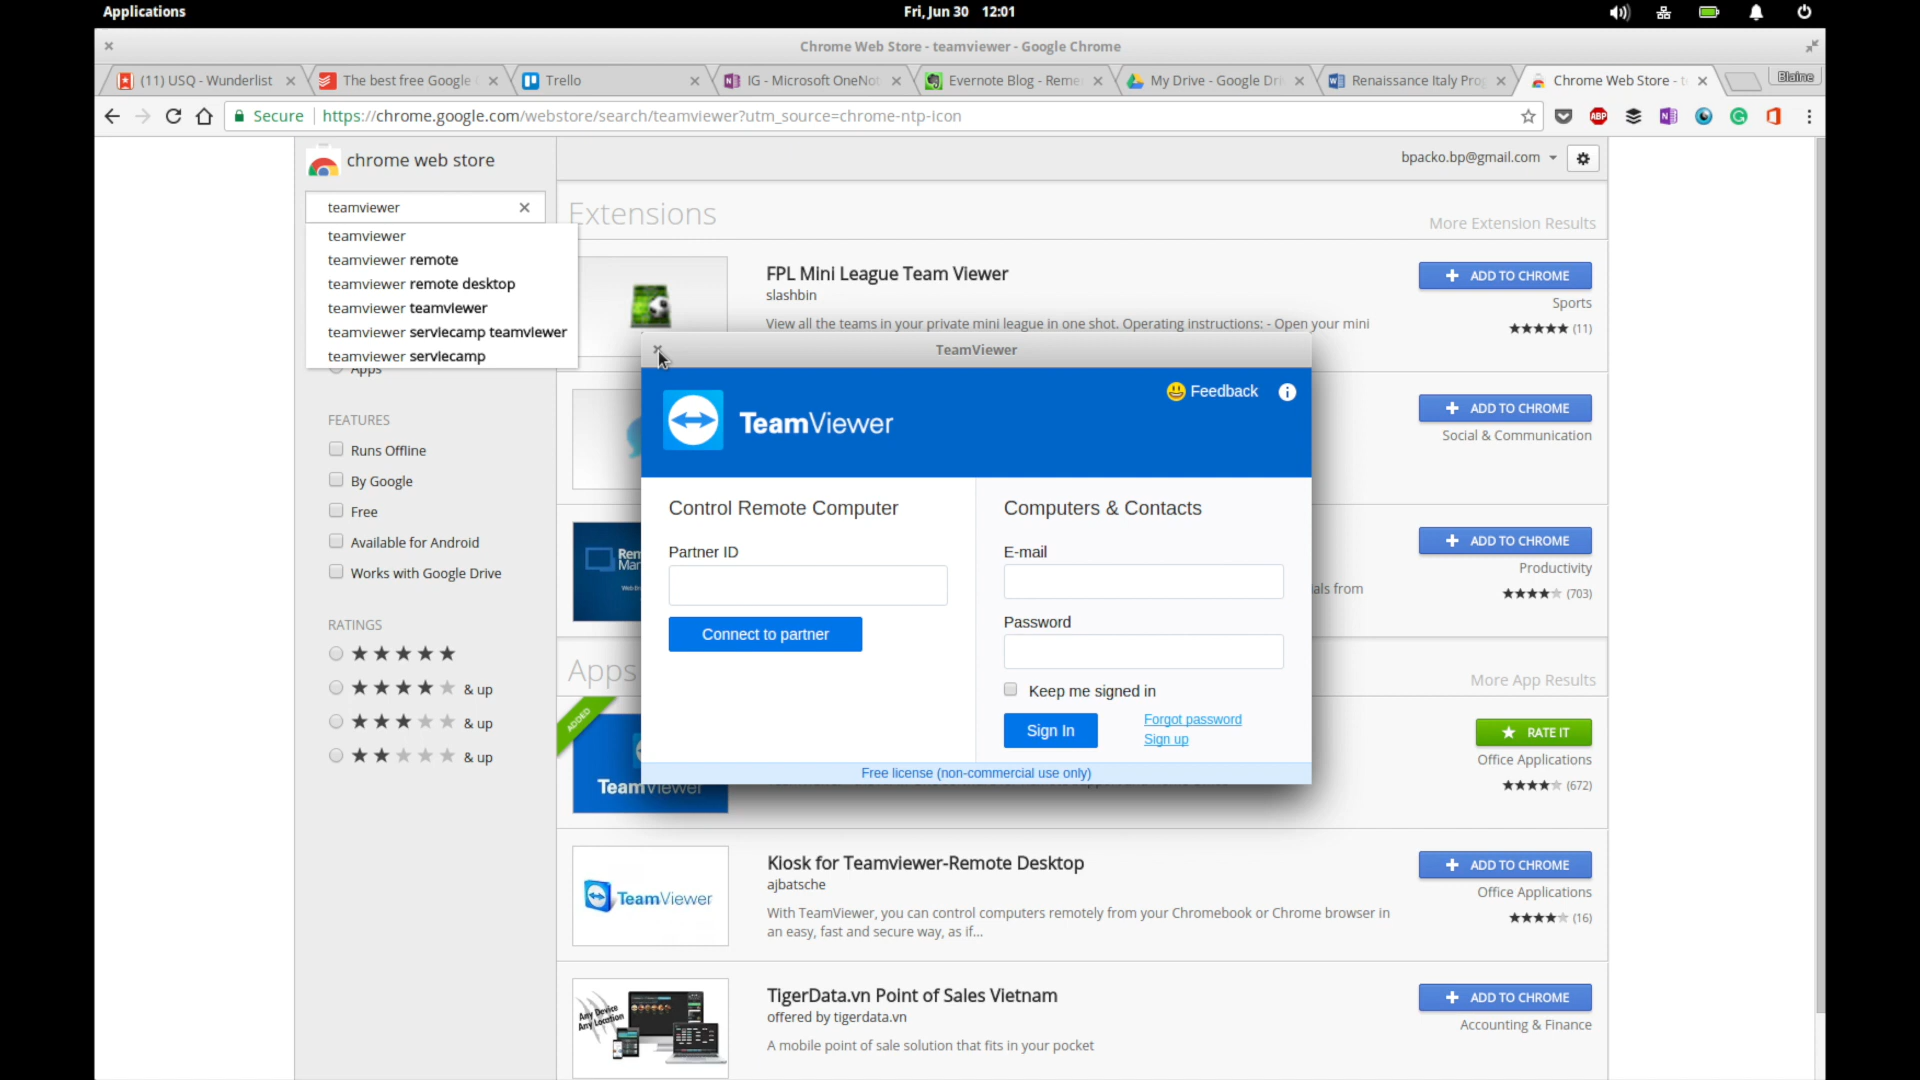 Applications
Fri, Jun 30 12:01
Chrome Web Store - teamviewer - Google Chrome
(11) USQ - Wunderlist
The best free Google
Trello
IG - Microsoft OneNot
Evernote Blog - Reme
My Drive - Google Dri
Renaissance Italy Pro
Chrome Web Store - t
Blaine
Secure
https://chrome.google.com/webstore/search/teamviewer?utm_source=chrome-ntp-icon
ABP
chrome web store
bpacko.bp@gmail.com
teamviewer
teamviewer
teamviewer remote
teamviewer remote desktop
teamviewer teamviewer
teamviewer serviecamp teamviewer
teamviewer serviecamp
Apps
FEATURES
Runs Offline
By Google
Free
Available for Android
Works with Google Drive
RATINGS
& up
& up
& up
Extensions
More Extension Results
FPL Mini League Team Viewer
slashbin
View all the teams in your private mini league in one shot. Operating instructions: - Open your mini
ADD TO CHROME
Sports
(11)
ADD TO CHROME
Social & Communication
ADD TO CHROME
Productivity
(703)
als from
TeamViewer
Feedback
TeamViewer
Control Remote Computer
Partner ID
Connect to partner
Computers & Contacts
E-mail
Password
Keep me signed in
Sign In
Forgot password
Sign up
Free license (non-commercial use only)
Apps
More App Results
ADDED
TeamViewer
RATE IT
Office Applications
(672)
TeamViewer
Kiosk for Teamviewer-Remote Desktop
ajbatsche
With TeamViewer, you can control computers remotely from your Chromebook or Chrome browser in
an easy, fast and secure way, as if...
ADD TO CHROME
Office Applications
(16)
Any Device
Any Location
TigerData.vn Point of Sales Vietnam
offered by tigerdata.vn
A mobile point of sale solution that fits in your pocket
ADD TO CHROME
Accounting & Finance